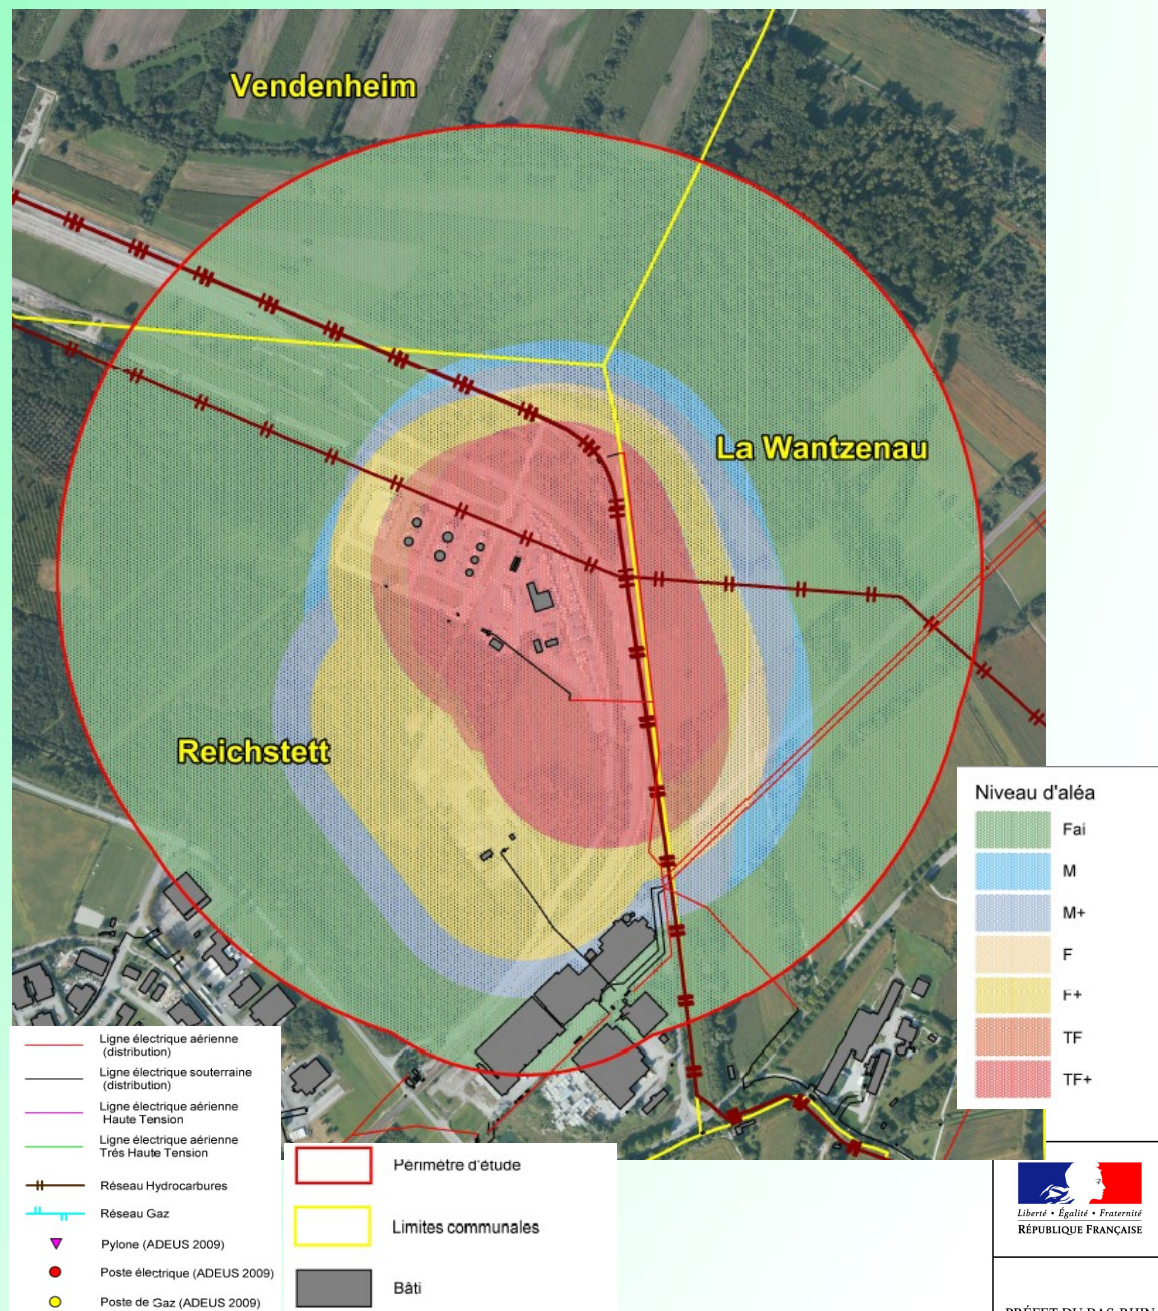 Vendenheim
La Wantzenau
Reichstett
Niveau d'aléa
Fai
M
M+
F
F+
TF
TF+
Ligne électrique aérienne
(distribution)
Ligne électrique souterraine
(distribution)
Ligne électrique aérienne
Haute Tension
Ligne électrique aérienne
Trés Haute Tension
Réseau Hydrocarbures
Réseau Gaz
Pylone (ADEUS 2009)
Poste électrique (ADEUS 2009)
Poste de Gaz (ADEUS 2009)
Périmètre d'étude
Limites communales
Bâti
Liberté • Égalité • Fraternité
RÉPUBLIQUE FRANÇAISE
PRÉFET DU BAS-RHIN